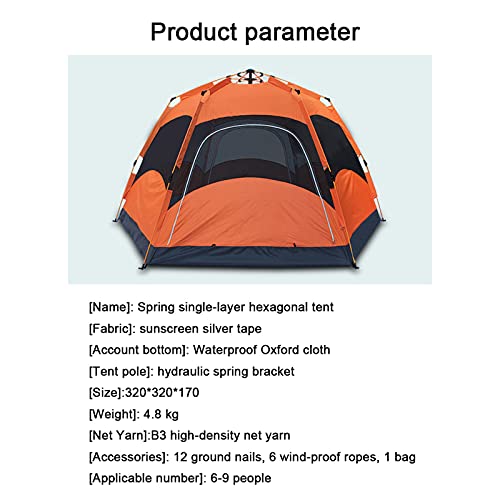 Product parameter
[Name]: Spring single-layer hexagonal tent
[Fabric]: sunscreen silver tape
[Account bottom]: Waterproof Oxford cloth
[Tent pole]: hydraulic spring bracket
[Size]:320*320*170
[Weight]: 4.8 kg
[Net Yarn]:B3 high-density net yarn
[Accessories]: 12 ground nails, 6 wind-proof ropes, 1 bag
[Applicable number]: 6-9 people